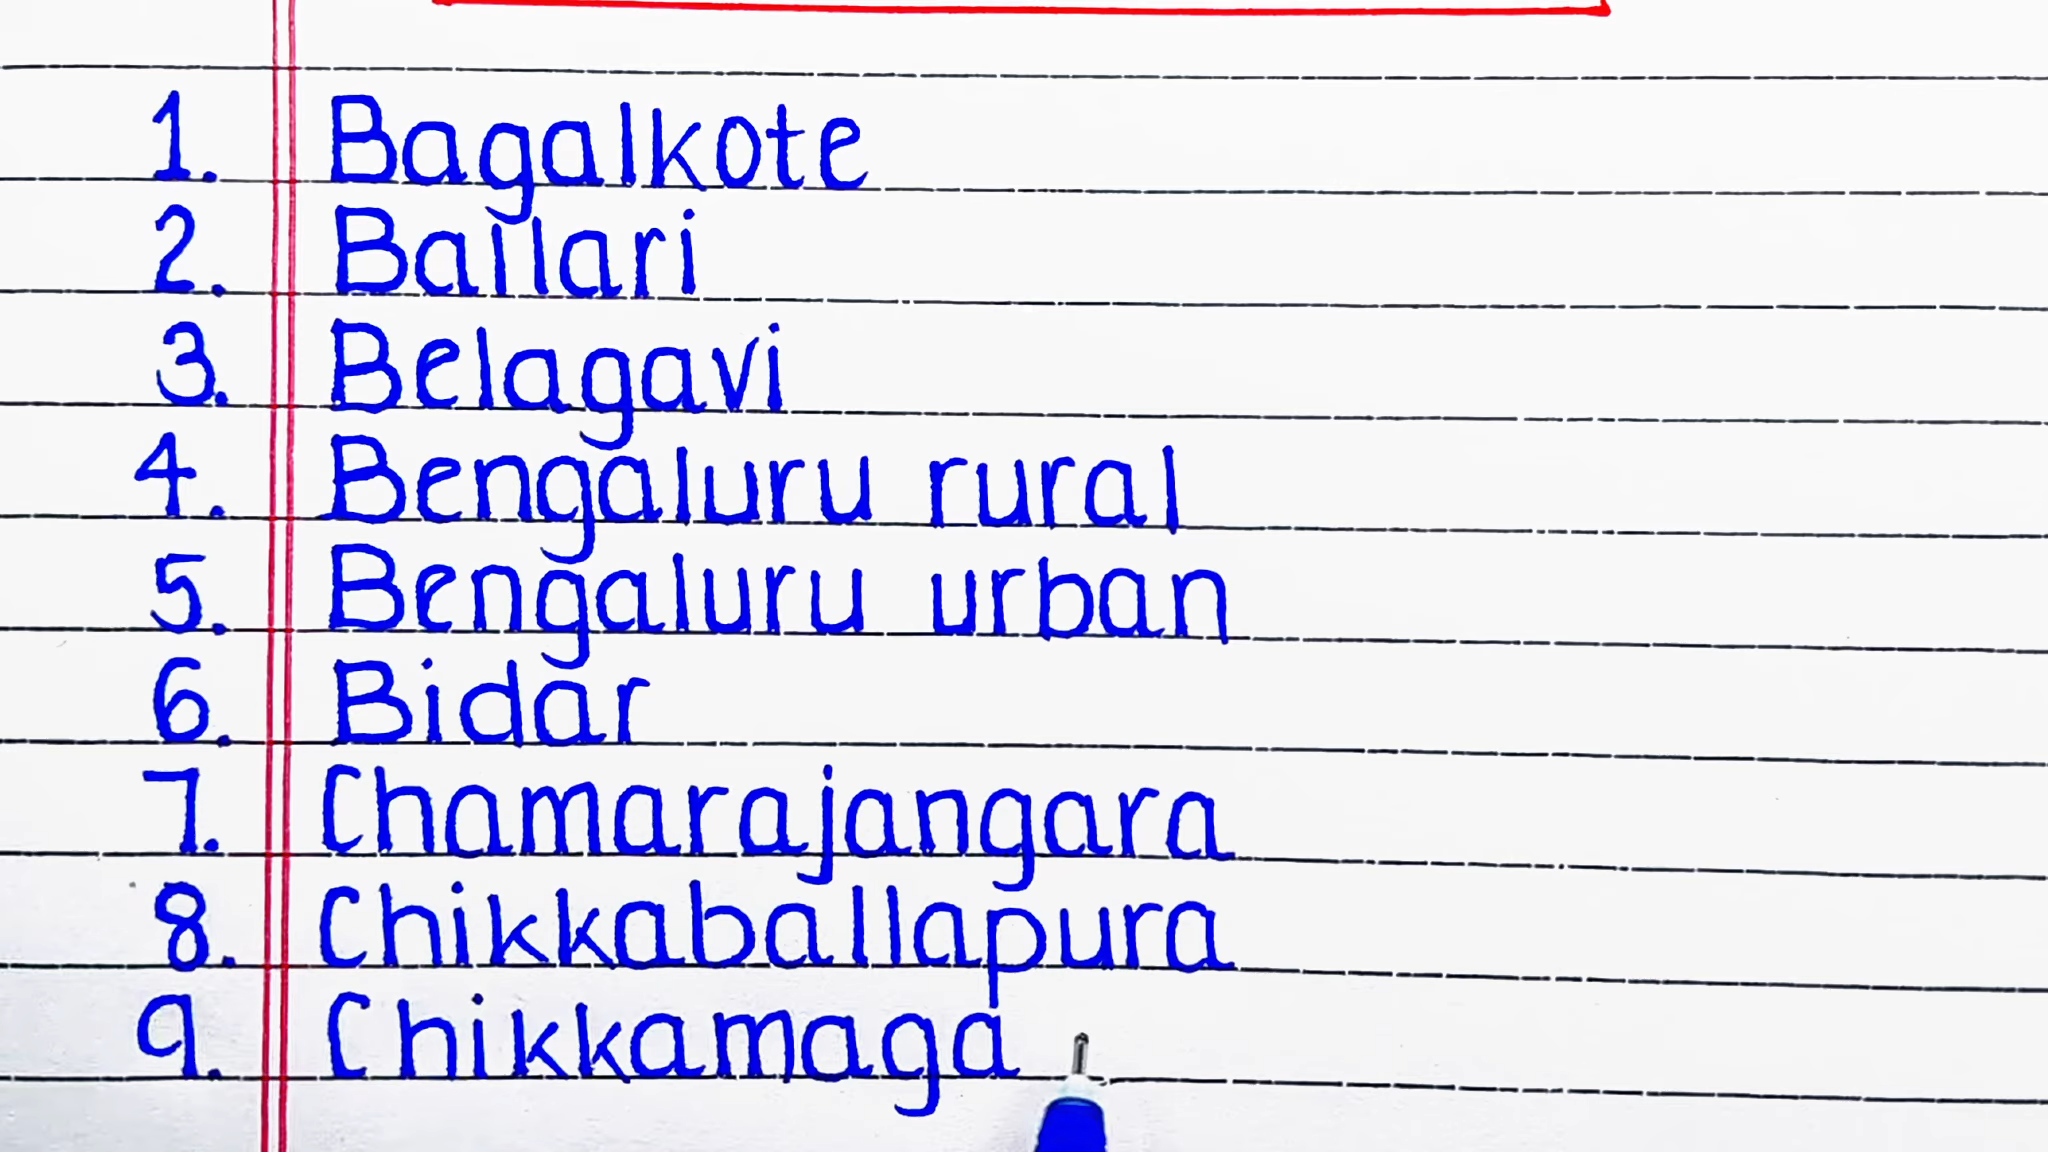 1. Bagalkote
2. Ballari
3. Belagavi
4. Bengaluru rural
5. Bengaluru urban
6. Bidar
7. Chamarajangara
8. Chikkaballapura
9. Chikkamaga